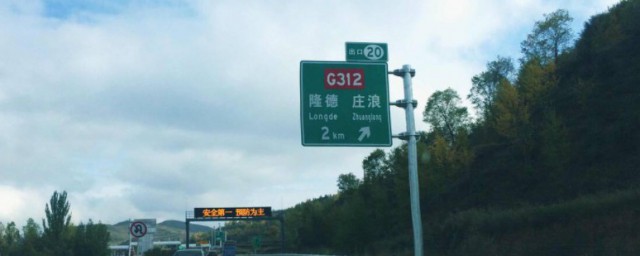 出口 20
G312
隆德 庄浪
Longde Zhuanglang
2 km
安全第一 预防为主